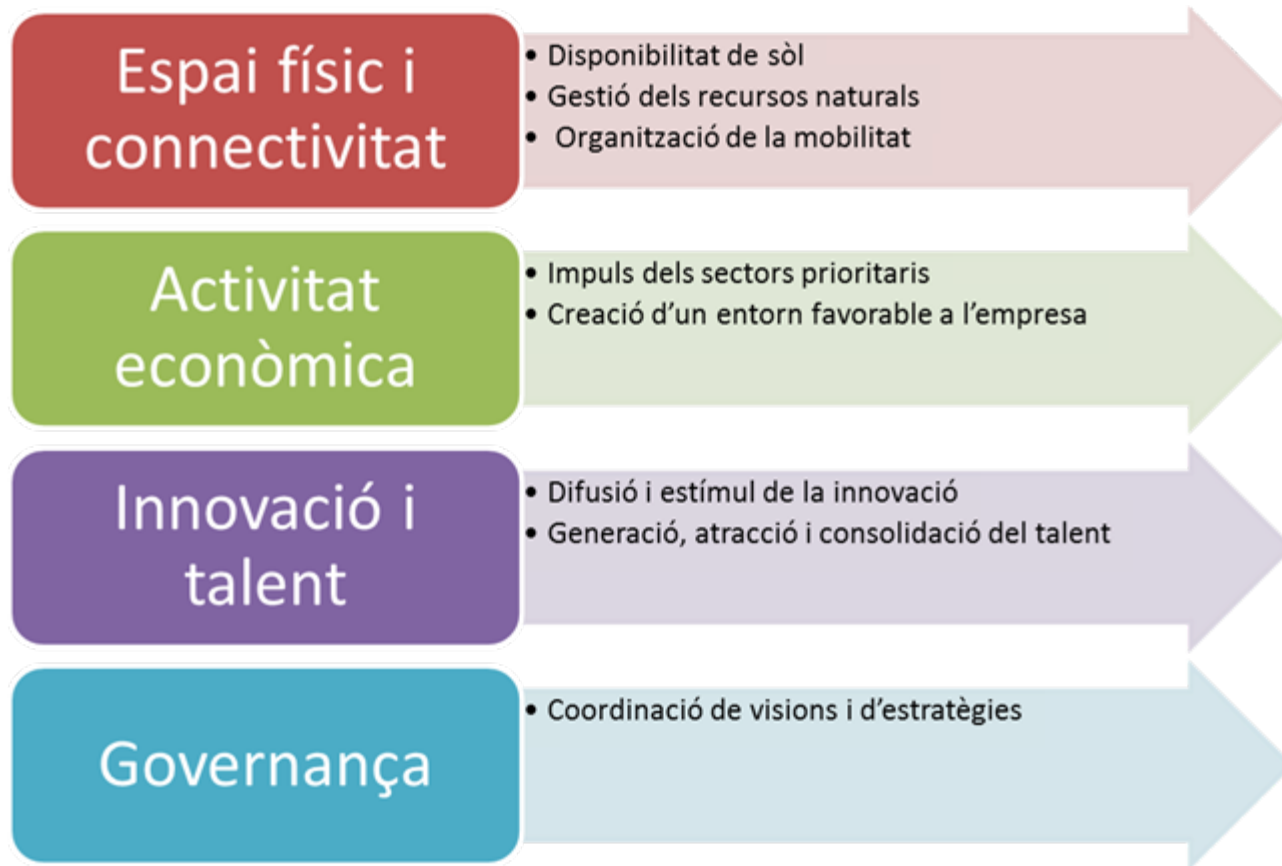 Espai físic i
connectivitat
• Disponibilitat de sòl
• Gestió dels recursos naturals
• Organització de la mobilitat
Activitat
econòmica
• Impuls dels sectors prioritaris
• Creació d’un entorn favorable a l’empresa
Innovació i
talent
• Difusió i estímul de la innovació
• Generació, atracció i consolidació del talent
Governança
• Coordinació de visions i d’estratègies